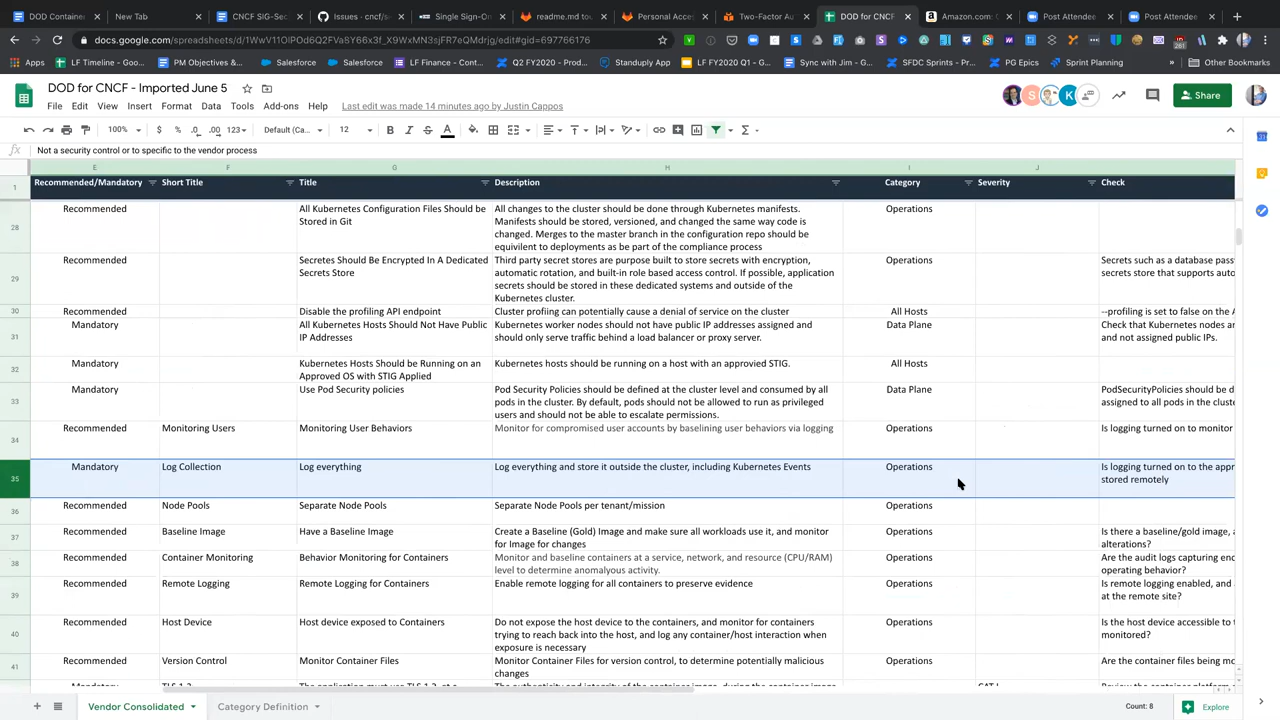 DOD Container
New Tab
CNCF SIG-Sec
Issues · cncf/s
Single Sign-On
readme.md tou
Personal Acce
Two-Factor Au
DOD for CNCF
Amazon.com:
Post Attendee
Post Attendee
docs.google.com/spreadsheets/d/1WwV11OlPOd6Q2FVa8Y66x3f_X9WxMN3sjFR7eQMdrjg/edit#gid=697766176
Apps
LF Timeline - Goo...
PM Objectives &...
Salesforce
Salesforce
LF Finance - Cont...
Q2 FY2020 - Prod...
Standuply App
LF FY2020 Q1 - G...
Sync with Jim - G...
SFDC Sprints - P...
PG Epics
Sprint Planning
»
Other Bookmarks
DOD for CNCF - Imported June 5
File Edit View Insert Format Data Tools Add-ons Help Last edit was made 14 minutes ago by Justin Cappos
Share
100% $ % .0 .00 123 Default (Ca... 12 B I S A
fx Not a security control or to specific to the vendor process
E F G H I J
1 Recommended/Mandatory Short Title Title Description Category Severity Check
28 Recommended All Kubernetes Configuration Files Should be All changes to the cluster should be done through Kubernetes manifests. Operations
Stored in Git Manifests should be stored, versioned, and changed the same way code is
changed. Merges to the master branch in the configuration repo should be
equivilent to deployments as be part of the compliance process
29 Recommended Secretes Should Be Encrypted In A Dedicated Third party secret stores are purpose built to store secrets with encryption, Operations Secrets such as a database pass
Secrets Store automatic rotation, and built-in role based access control. If possible, application secrets store that supports auto
secrets should be stored in these dedicated systems and outside of the
Kubernetes cluster.
30 Recommended Disable the profiling API endpoint Cluster profling can potentially cause a denial of service on the cluster All Hosts --profiling is set to false on the A
31 Mandatory All Kubernetes Hosts Should Not Have Public Kubernetes worker nodes should not have public IP addresses assigned and Data Plane Check that Kubernetes nodes ar
IP Addresses should only serve traffic behind a load balancer or proxy server. and not assigned public IPs.
32 Mandatory Kubernetes Hosts Should be Running on an Kubernetes hosts should be running on a host with an approvied STIG. All Hosts
Approved OS with STIG Applied
33 Mandatory Use Pod Security policies Pod Security Policies should be defined at the cluster level and consumed by all Data Plane PodSecurityPolicies should be d
pods in the cluster. By default, pods should not be allowed to run as privileged assigned to all pods in the cluste
users and should not be able to escalate permissions.
34 Recommended Monitoring Users Monitoring User Behaviors Monitor for compromised user accounts by baselining user behaviors via logging Operations Is logging turned on to monitor
35 Mandatory Log Collection Log everything Log everything and store it outside the cluster, including Kubernetes Events Operations Is logging turned on to the appr
stored remotely
36 Recommended Node Pools Separate Node Pools Separate Node Pools per tenant/mission Operations
37 Recommended Baseline Image Have a Baseline Image Create a Baseline (Gold) Image and make sure all workloads use it, and monitor Operations Is there a baseline/gold image, a
for Image for changes alterations?
38 Recommended Container Monitoring Behavior Monitoring for Containers Monitor and baseline containers at a service, network, and resource (CPU/RAM) Operations Are the audit logs capturing end
level to determine anomalyous activity. operating behavior?
39 Recommended Remote Logging Remote Logging for Containers Enable remote logging for all containers to preserve evidence Operations Is remote logging enabled, and
at the remote site?
40 Recommended Host Device Host device exposed to Containers Do not expose the host device to the containers, and monitor for containers Operations Is the host device accessible to
trying to reach back into the host, and log any container/host interaction when monitored?
exposure is necessary
41 Recommended Version Control Monitor Container Files Monitor Container Files for version control, to determine potentially malicious Operations Are the container files being mo
changes
Vendor Consolidated Category Definition Count: 8 Explore